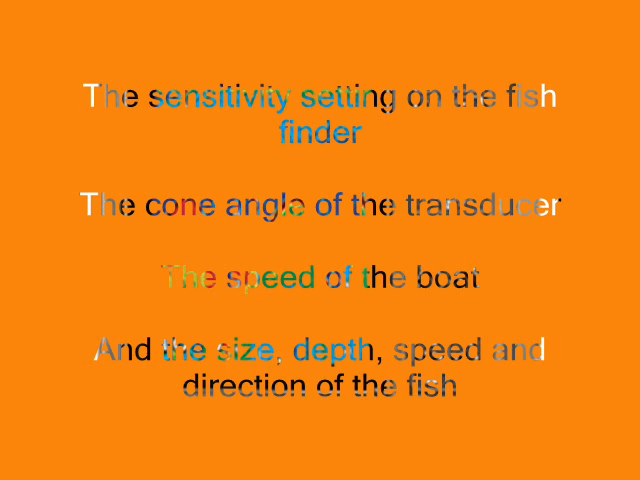 The sensitivity setting on the fish
finder
The cone angle of the transducer
The speed of the boat
And the size, depth, speed and
direction of the fish